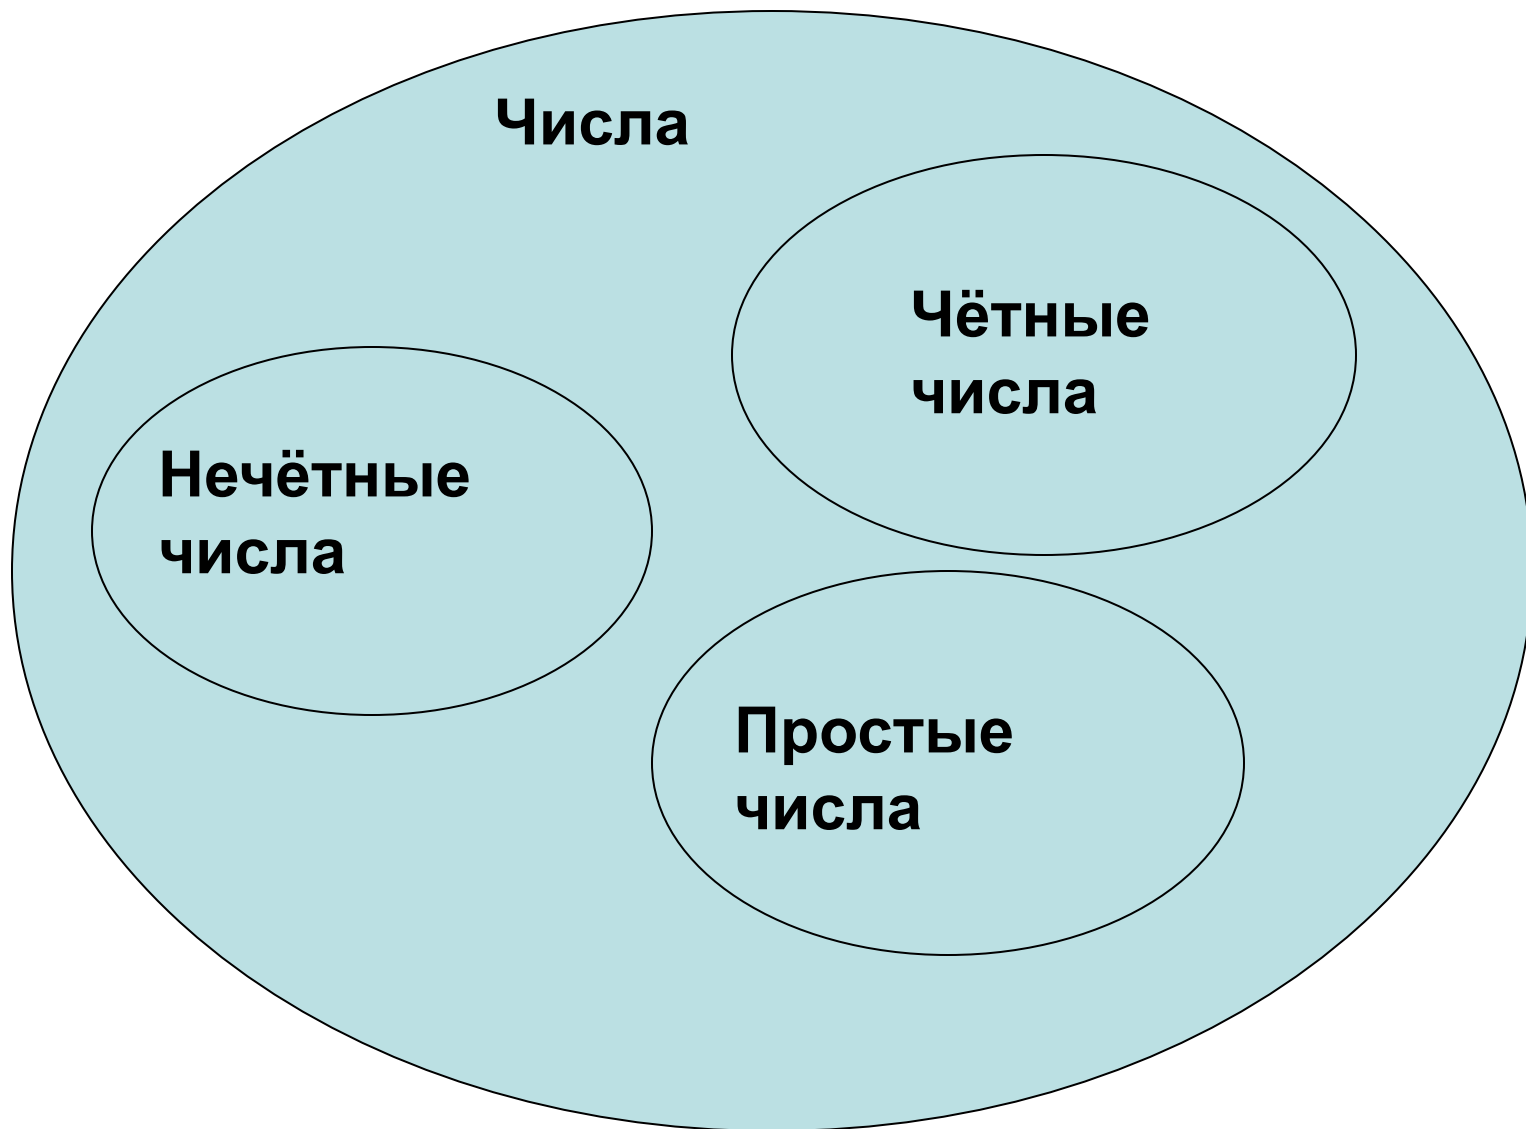 Числа
Чётные
числа
Нечётные
числа
Простые
числа